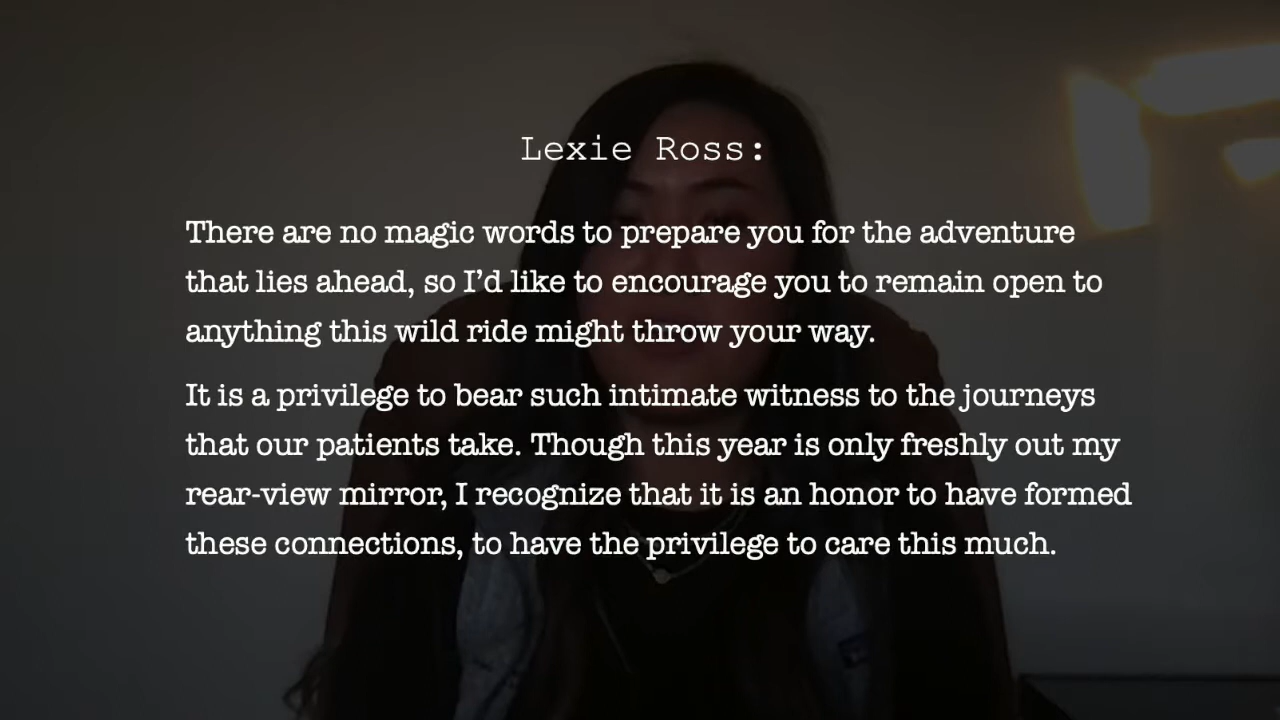 Lexie Ross:
There are no magic words to prepare you for the adventure
that lies ahead, so I’d like to encourage you to remain open to
anything this wild ride might throw your way.
It is a privilege to bear such intimate witness to the journeys
that our patients take. Though this year is only freshly out my
rear-view mirror, I recognize that it is an honor to have formed
these connections, to have the privilege to care this much.